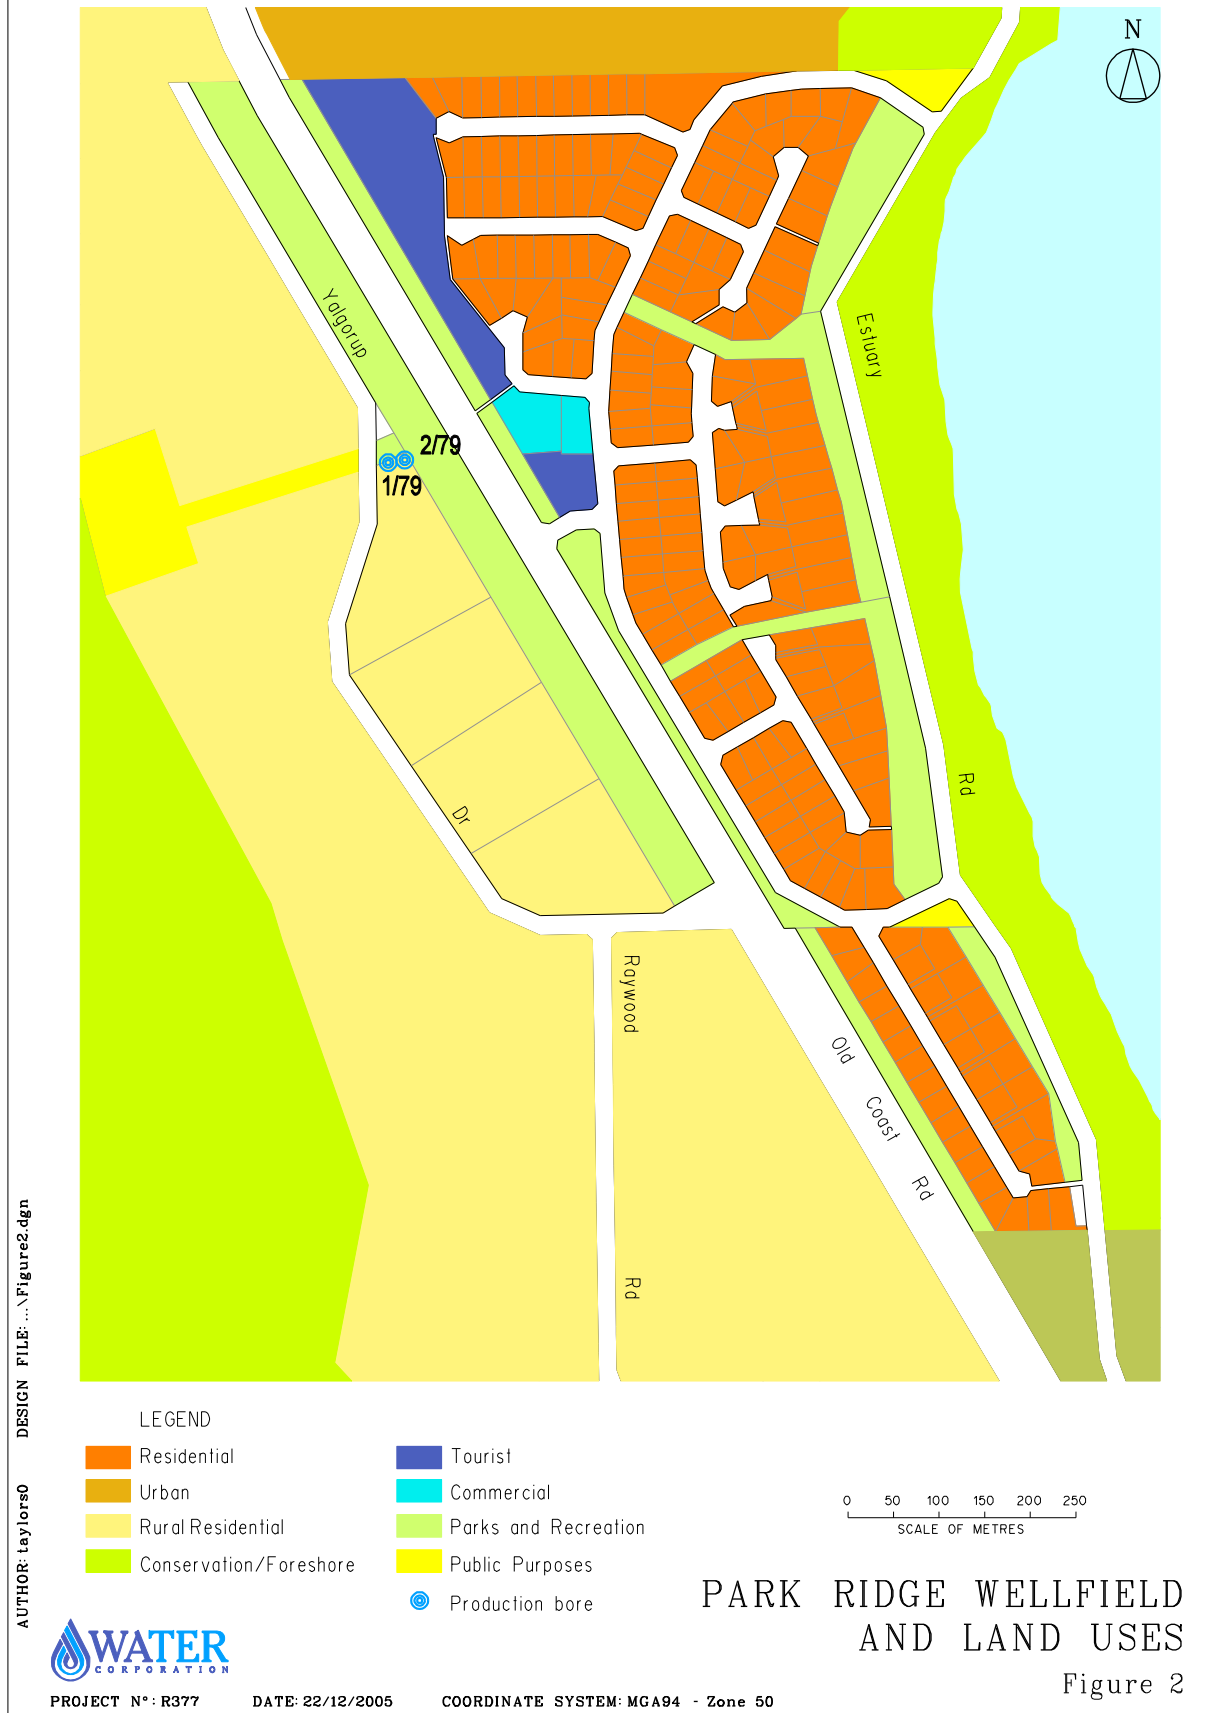 N
Yalgorup
Estuary
2/79
1/79
Rd
Dr
Raywood
Old
Coast
Rd
Rd
DESIGN FILE: ...\Figure2.dgn
AUTHOR: taylors0
LEGEND
Residential
Urban
Rural Residential
Conservation/Foreshore
Tourist
Commercial
Parks and Recreation
Public Purposes
Production bore
0 50 100 150 200 250
SCALE OF METRES
PARK RIDGE WELLFIELD
AND LAND USES
Figure 2
WATER
CORPORATION
PROJECT Nº: R377 DATE: 22/12/2005 COORDINATE SYSTEM: MGA94 - Zone 50